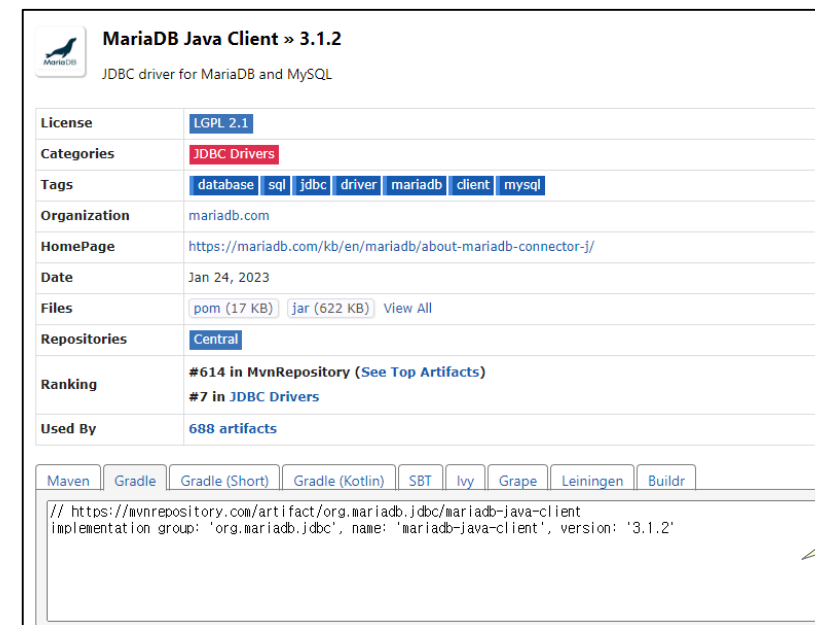 MariaDB Java Client » 3.1.2
MariaDB
JDBC driver for MariaDB and MySQL
License LGPL 2.1
Categories JDBC Drivers
Tags database sql jdbc driver mariadb client mysql
Organization mariadb.com
HomePage https://mariadb.com/kb/en/mariadb/about-mariadb-connector-j/
Date Jan 24, 2023
Files pom (17 KB) jar (622 KB) View All
Repositories Central
Ranking #614 in MvnRepository (See Top Artifacts)
#7 in JDBC Drivers
Used By 688 artifacts
Maven Gradle Gradle (Short) Gradle (Kotlin) SBT Ivy Grape Leiningen Buildr
// https://mvnrepository.com/artifact/org.mariadb.jdbc/mariadb-java-client
implementation group: 'org.mariadb.jdbc', name: 'mariadb-java-client', version: '3.1.2'